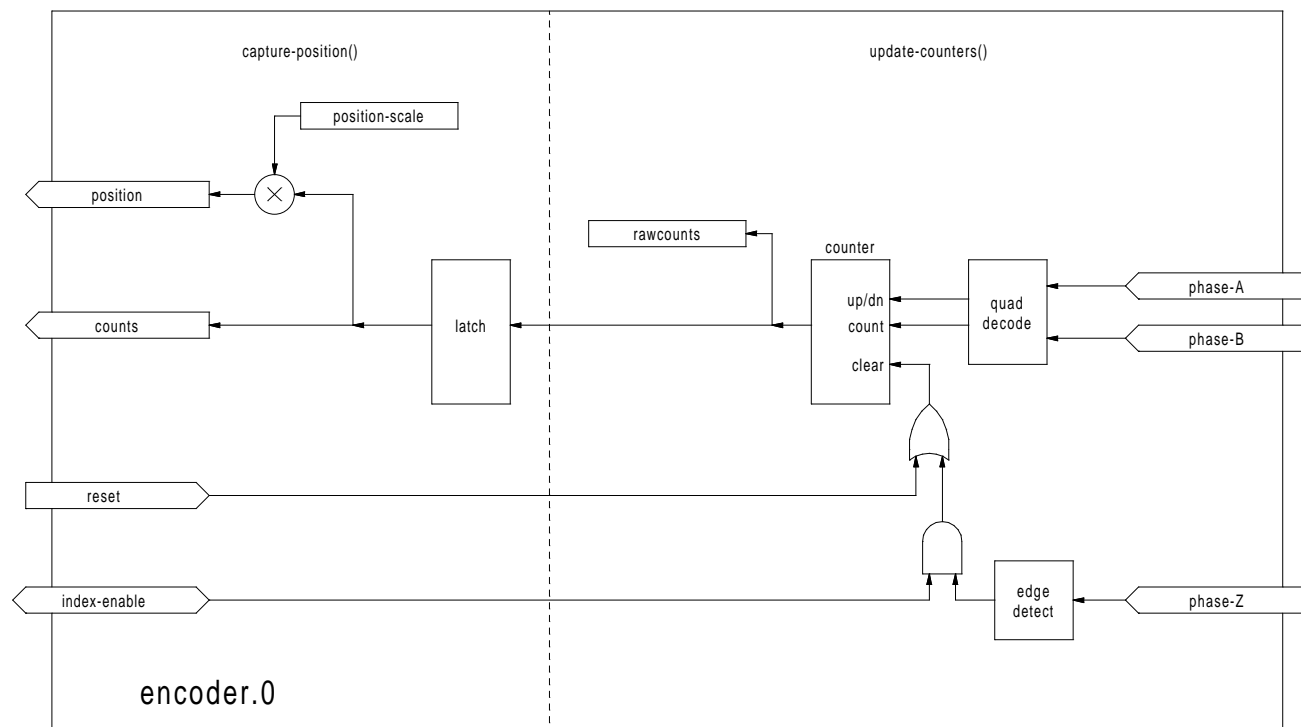 capture-position()
update-counters()
position-scale
position
rawcounts
counter
up/dn
count
clear
quad
decode
phase-A
phase-B
counts
latch
reset
index-enable
edge
detect
phase-Z
encoder.0